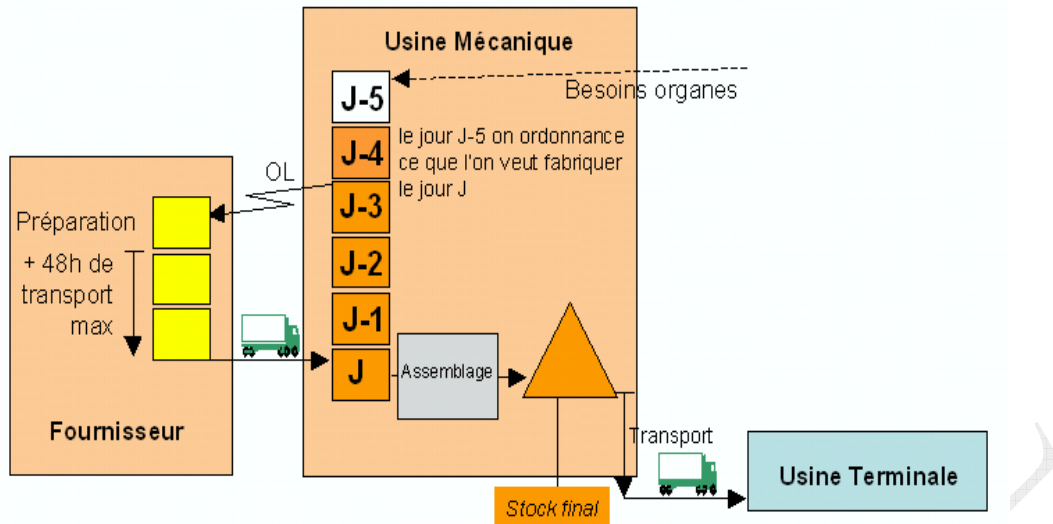 Usine Mécanique
J-5
Besoins organes
J-4
le jour J-5 on ordonnance
ce que l'on veut fabriquer
le jour J
OL
J-3
Préparation
+ 48h de
transport
max
J-2
J-1
J
Assemblage
Fournisseur
Transport
Usine Terminale
Stock final